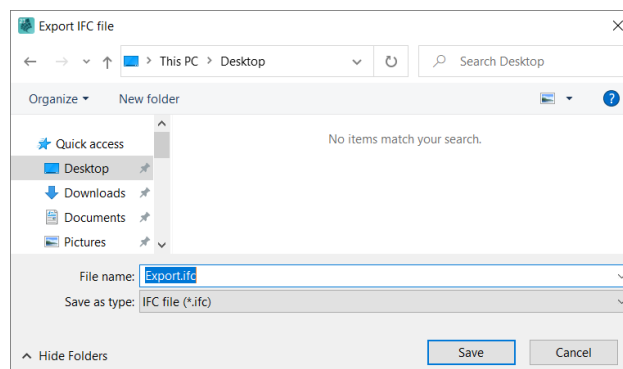 Export IFC file
This PC > Desktop
Search Desktop
Organize
New folder
Quick access
Desktop
Downloads
Documents
Pictures
No items match your search.
File name: Export.ifc
Save as type: IFC file (*.ifc)
Hide Folders
Save
Cancel